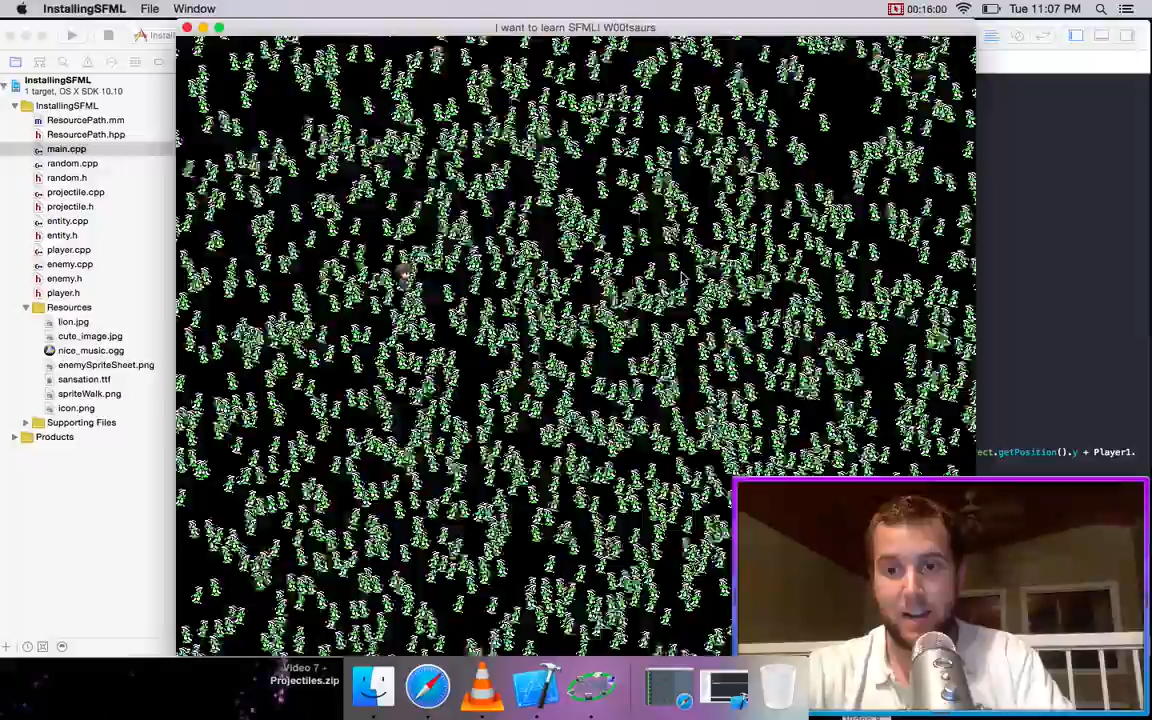 InstallingSFML File Window
00:16:00 Tue 11:07 PM
I want to learn SFML! W00tsaurs
Install
InstallingSFML
1 target, OS X SDK 10.10
InstallingSFML
ResourcePath.mm
ResourcePath.hpp
main.cpp
random.cpp
random.h
projectile.cpp
projectile.h
entity.cpp
entity.h
player.cpp
enemy.cpp
enemy.h
player.h
Resources
lion.jpg
cute_image.jpg
nice_music.ogg
enemySpriteSheet.png
sansation.ttf
spriteWalk.png
icon.png
Supporting Files
Products
ect.getPosition().y + Player1.
Video 7 +
Projectiles.zip